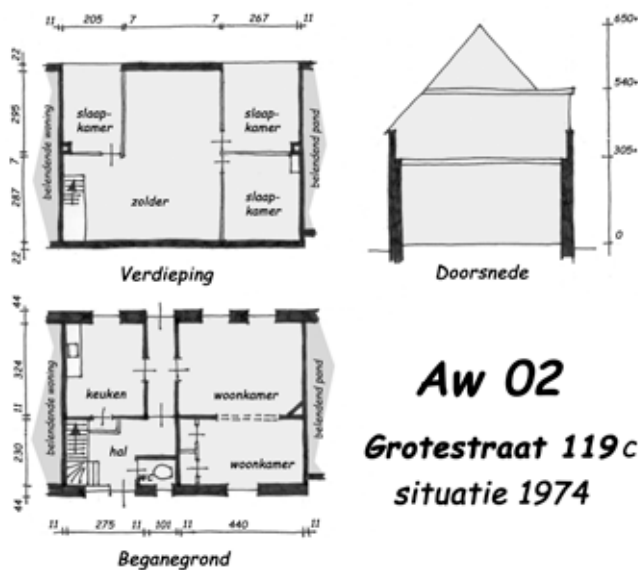 11 205 7 7 267 11
22
295
7
287
22
belendende woning
slaap-
kamer
slaap-
kamer
slaap-
kamer
zolder
belendend pand
Verdieping
650+
540+
305+
0
Doorsnede
44
324
11
230
44
belendende woning
keuken
woonkamer
hal
wc
woonkamer
belendend pand
11 275 11 101 11 440 11
Beganegrond
Aw 02
Grotestraat 119c
situatie 1974